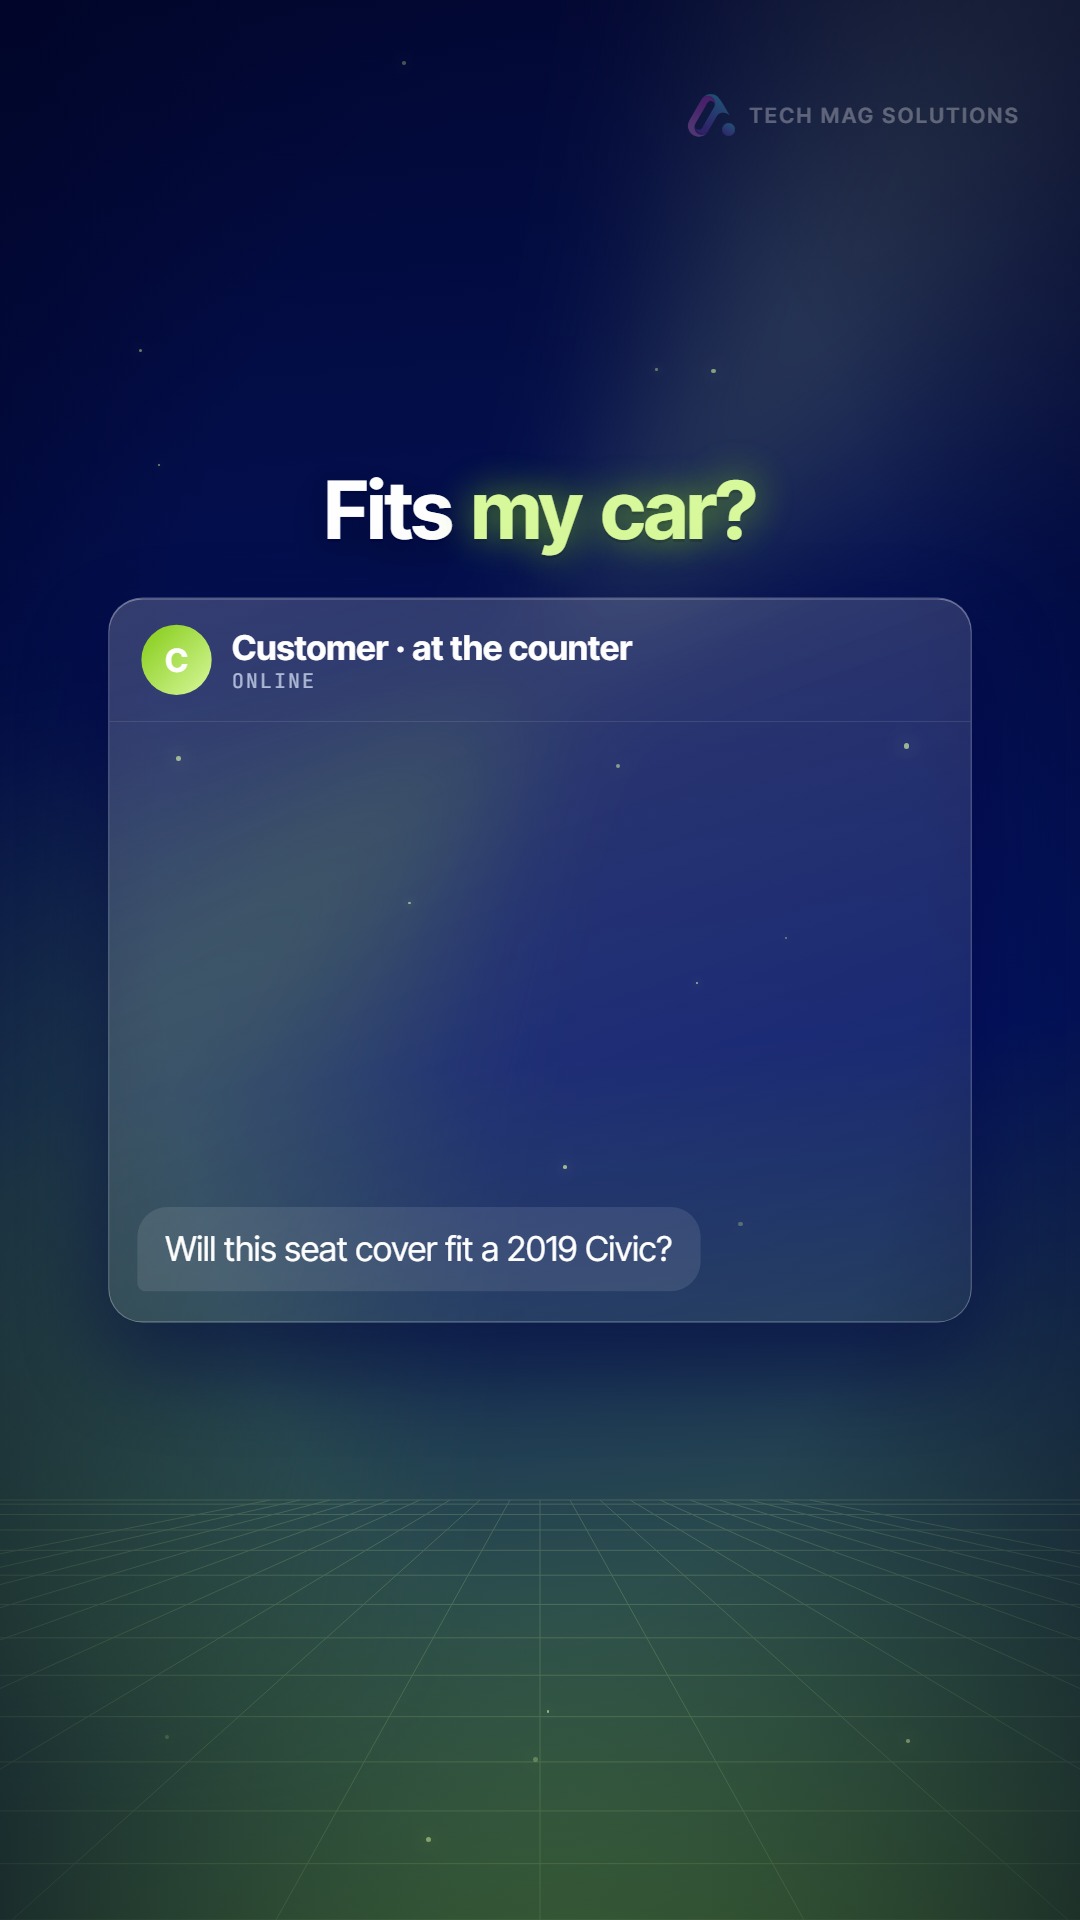 TECH MAG SOLUTIONS
Fits my car?
C
Customer · at the counter
ONLINE
Will this seat cover fit a 2019 Civic?